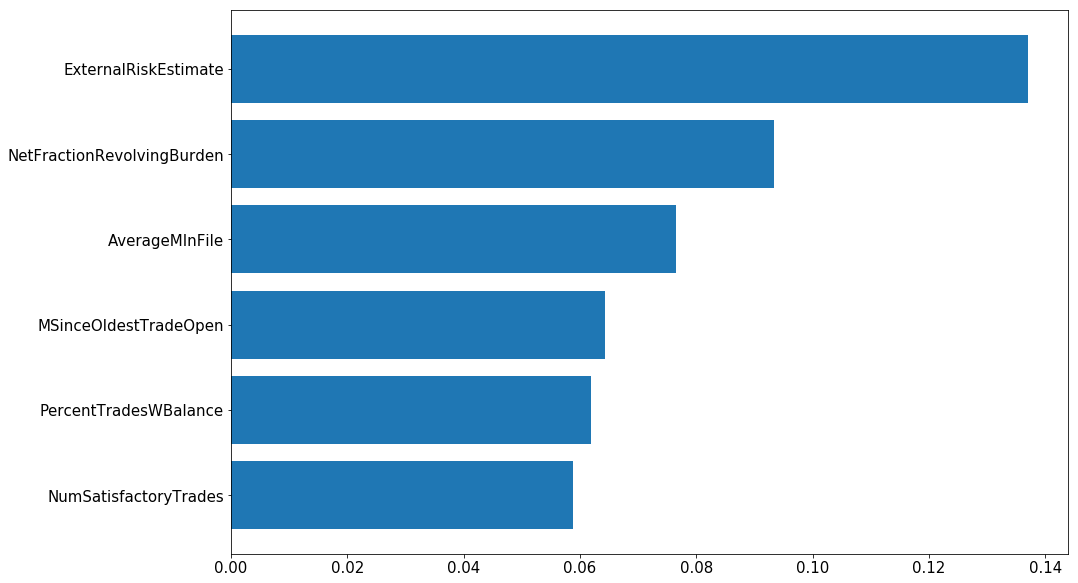 ExternalRiskEstimate
NetFractionRevolvingBurden
AverageMInFile
MSinceOldestTradeOpen
PercentTradesWBalance
NumSatisfactoryTrades
0.00 0.02 0.04 0.06 0.08 0.10 0.12 0.14